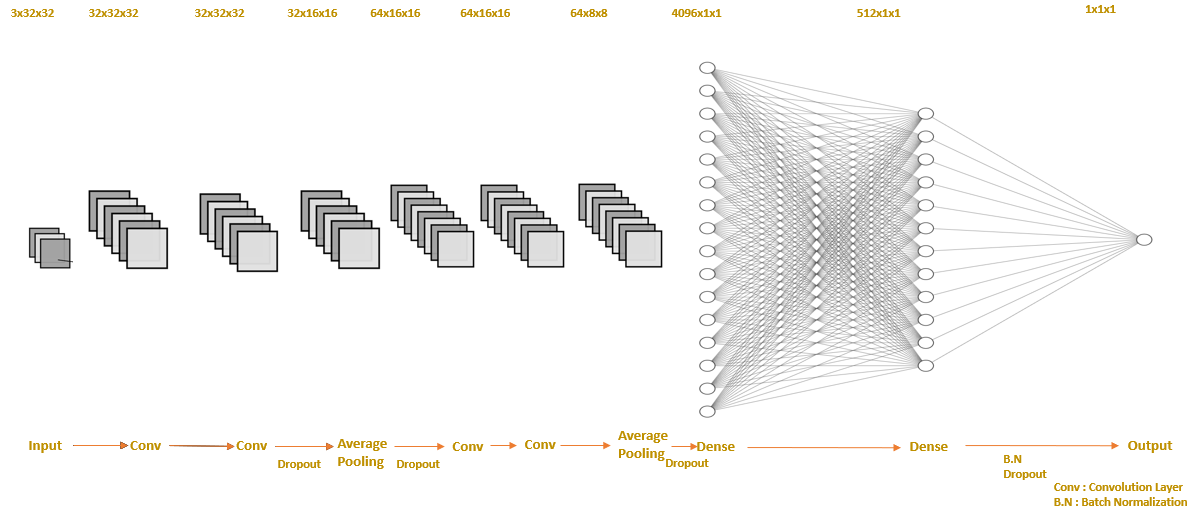 3x32x32 32x32x32 32x32x32 32x16x16 64x16x16 64x16x16 64x8x8 4096x1x1 512x1x1 1x1x1
Input Conv Conv Average Pooling Conv Conv Average Pooling Dense Dense Output
Dropout Dropout Dropout B.N
Dropout
Conv : Convolution Layer
B.N : Batch Normalization